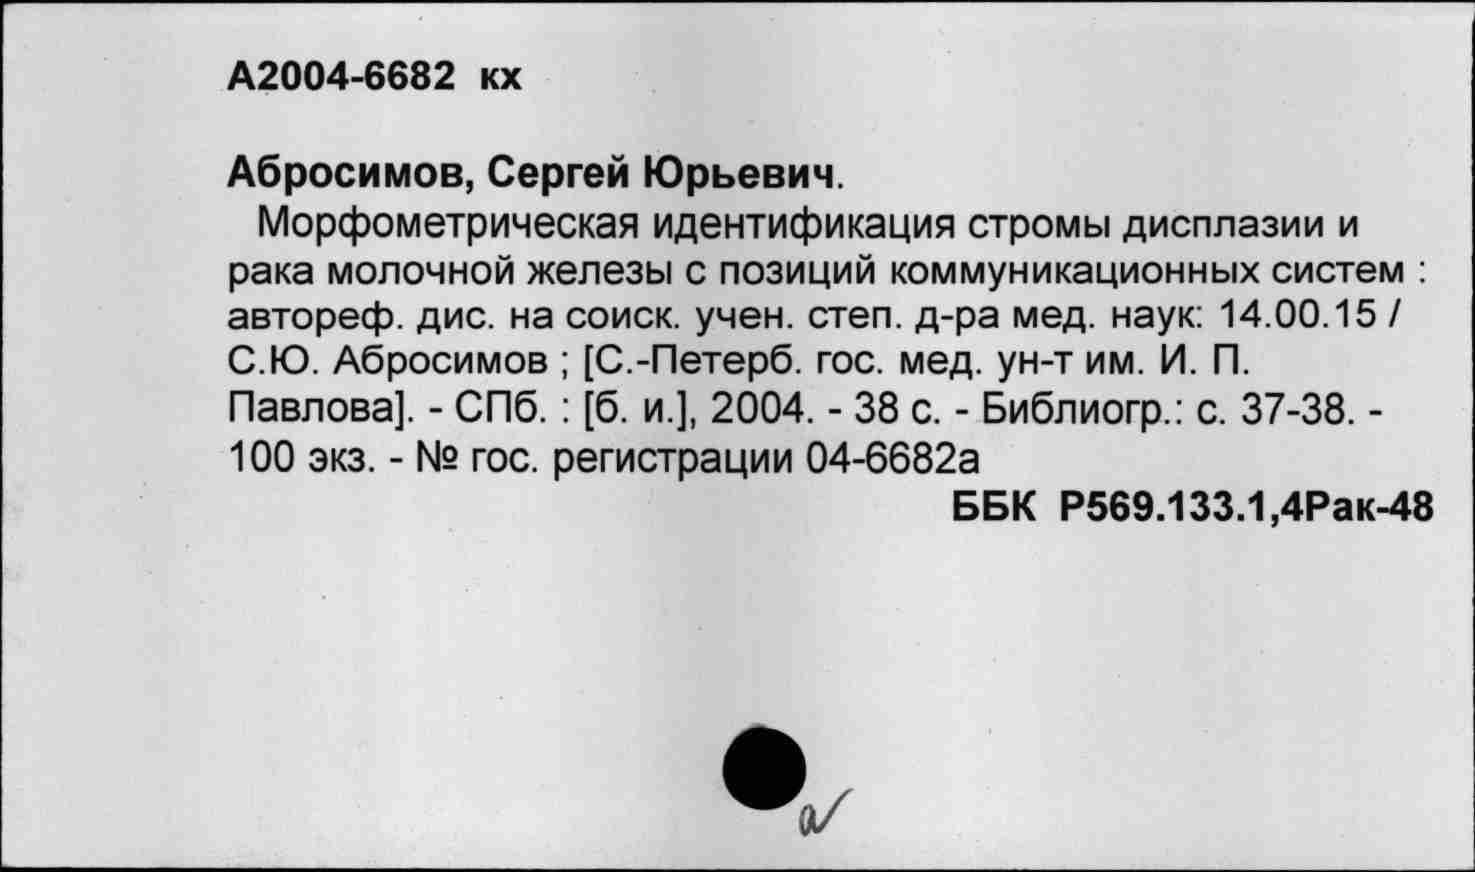 А2004-6682 кх
Абросимов, Сергей Юрьевич.
Морфометрическая идентификация стромы дисплазии и
рака молочной железы с позиций коммуникационных систем :
автореф. дис. на соиск. учен. степ. д-ра мед. наук: 14.00.15 /
С.Ю. Абросимов ; [С.-Петерб. гос. мед. ун-т им. И. П.
Павлова]. - СПб. : [б. и.], 2004. - 38 с. - Библиогр.: с. 37-38. -
100 экз. - № гос. регистрации 04-6682а
ББК Р569.133.1,4Рак-48